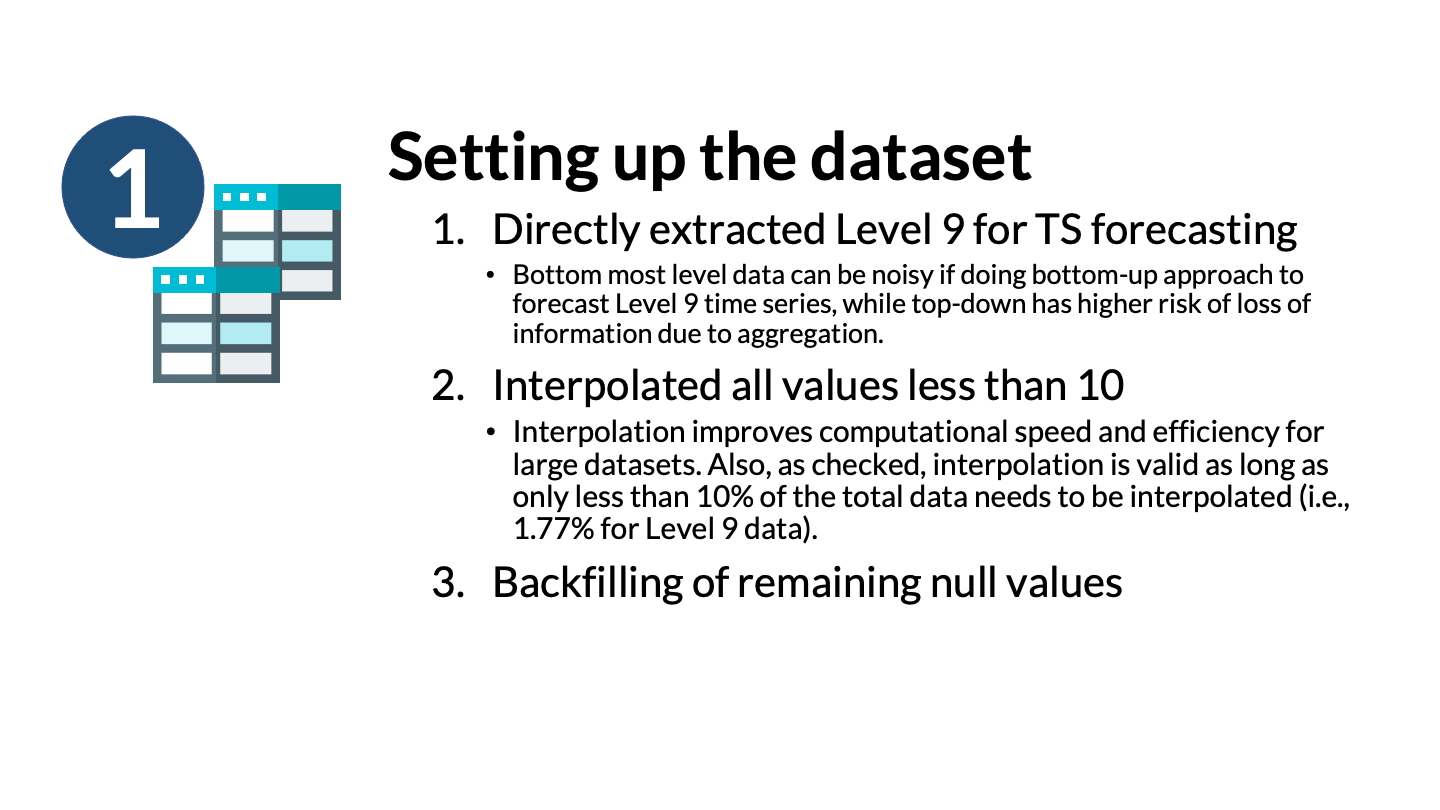 1
Setting up the dataset
1. Directly extracted Level 9 for TS forecasting
• Bottom most level data can be noisy if doing bottom-up approach to
forecast Level 9 time series, while top-down has higher risk of loss of
information due to aggregation.
2. Interpolated all values less than 10
• Interpolation improves computational speed and efficiency for
large datasets. Also, as checked, interpolation is valid as long as
only less than 10% of the total data needs to be interpolated (i.e.,
1.77% for Level 9 data).
3. Backfilling of remaining null values